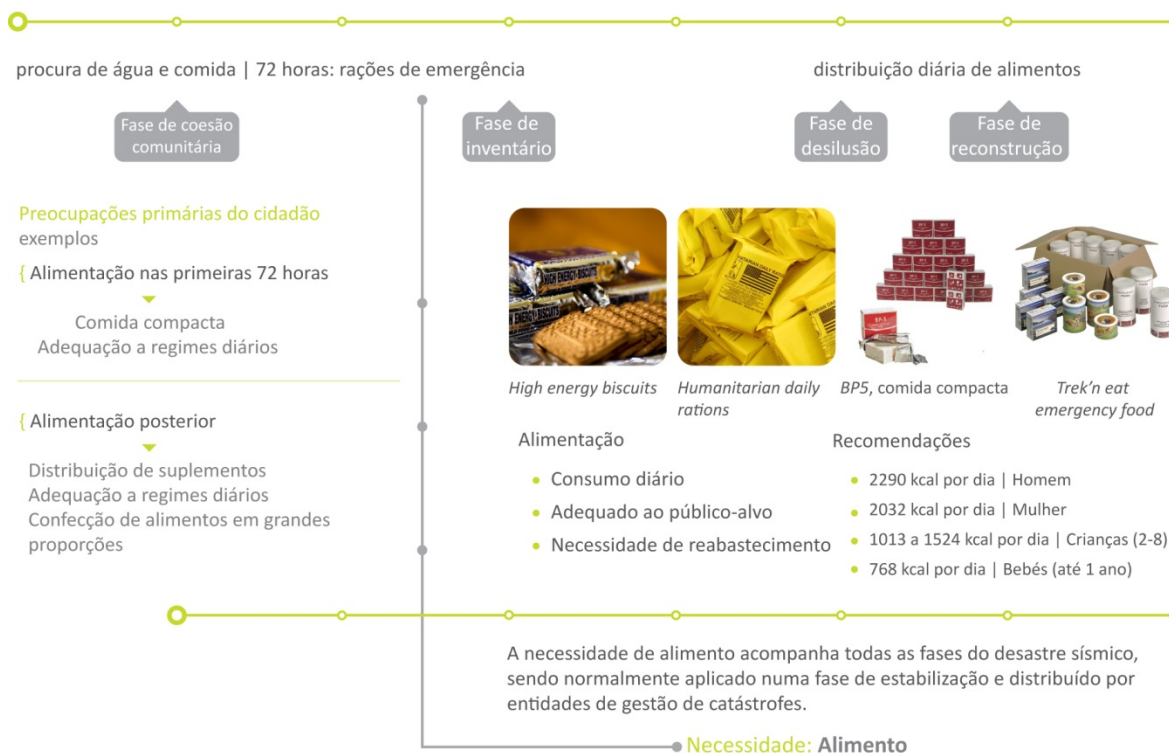 procura de água e comida | 72 horas: rações de emergência
distribuição diária de alimentos
Fase de coesão
comunitária
Fase de
inventário
Fase de
desilusão
Fase de
reconstrução
Preocupações primárias do cidadão
exemplos
{ Alimentação nas primeiras 72 horas
Comida compacta
Adequação a regimes diários
{ Alimentação posterior
Distribuição de suplementos
Adequação a regimes diários
Confecção de alimentos em grandes
proporções
HIGH ENERGY BISCUITS
BP-5
High energy biscuits
Humanitarian daily
rations
BP5, comida compacta
Trek'n eat
emergency food
Alimentação
• Consumo diário
• Adequado ao público-alvo
• Necessidade de reabastecimento
Recomendações
• 2290 kcal por dia | Homem
• 2032 kcal por dia | Mulher
• 1013 a 1524 kcal por dia | Crianças (2-8)
• 768 kcal por dia | Bebés (até 1 ano)
A necessidade de alimento acompanha todas as fases do desastre sísmico,
sendo normalmente aplicado numa fase de estabilização e distribuído por
entidades de gestão de catástrofes.
Necessidade: Alimento